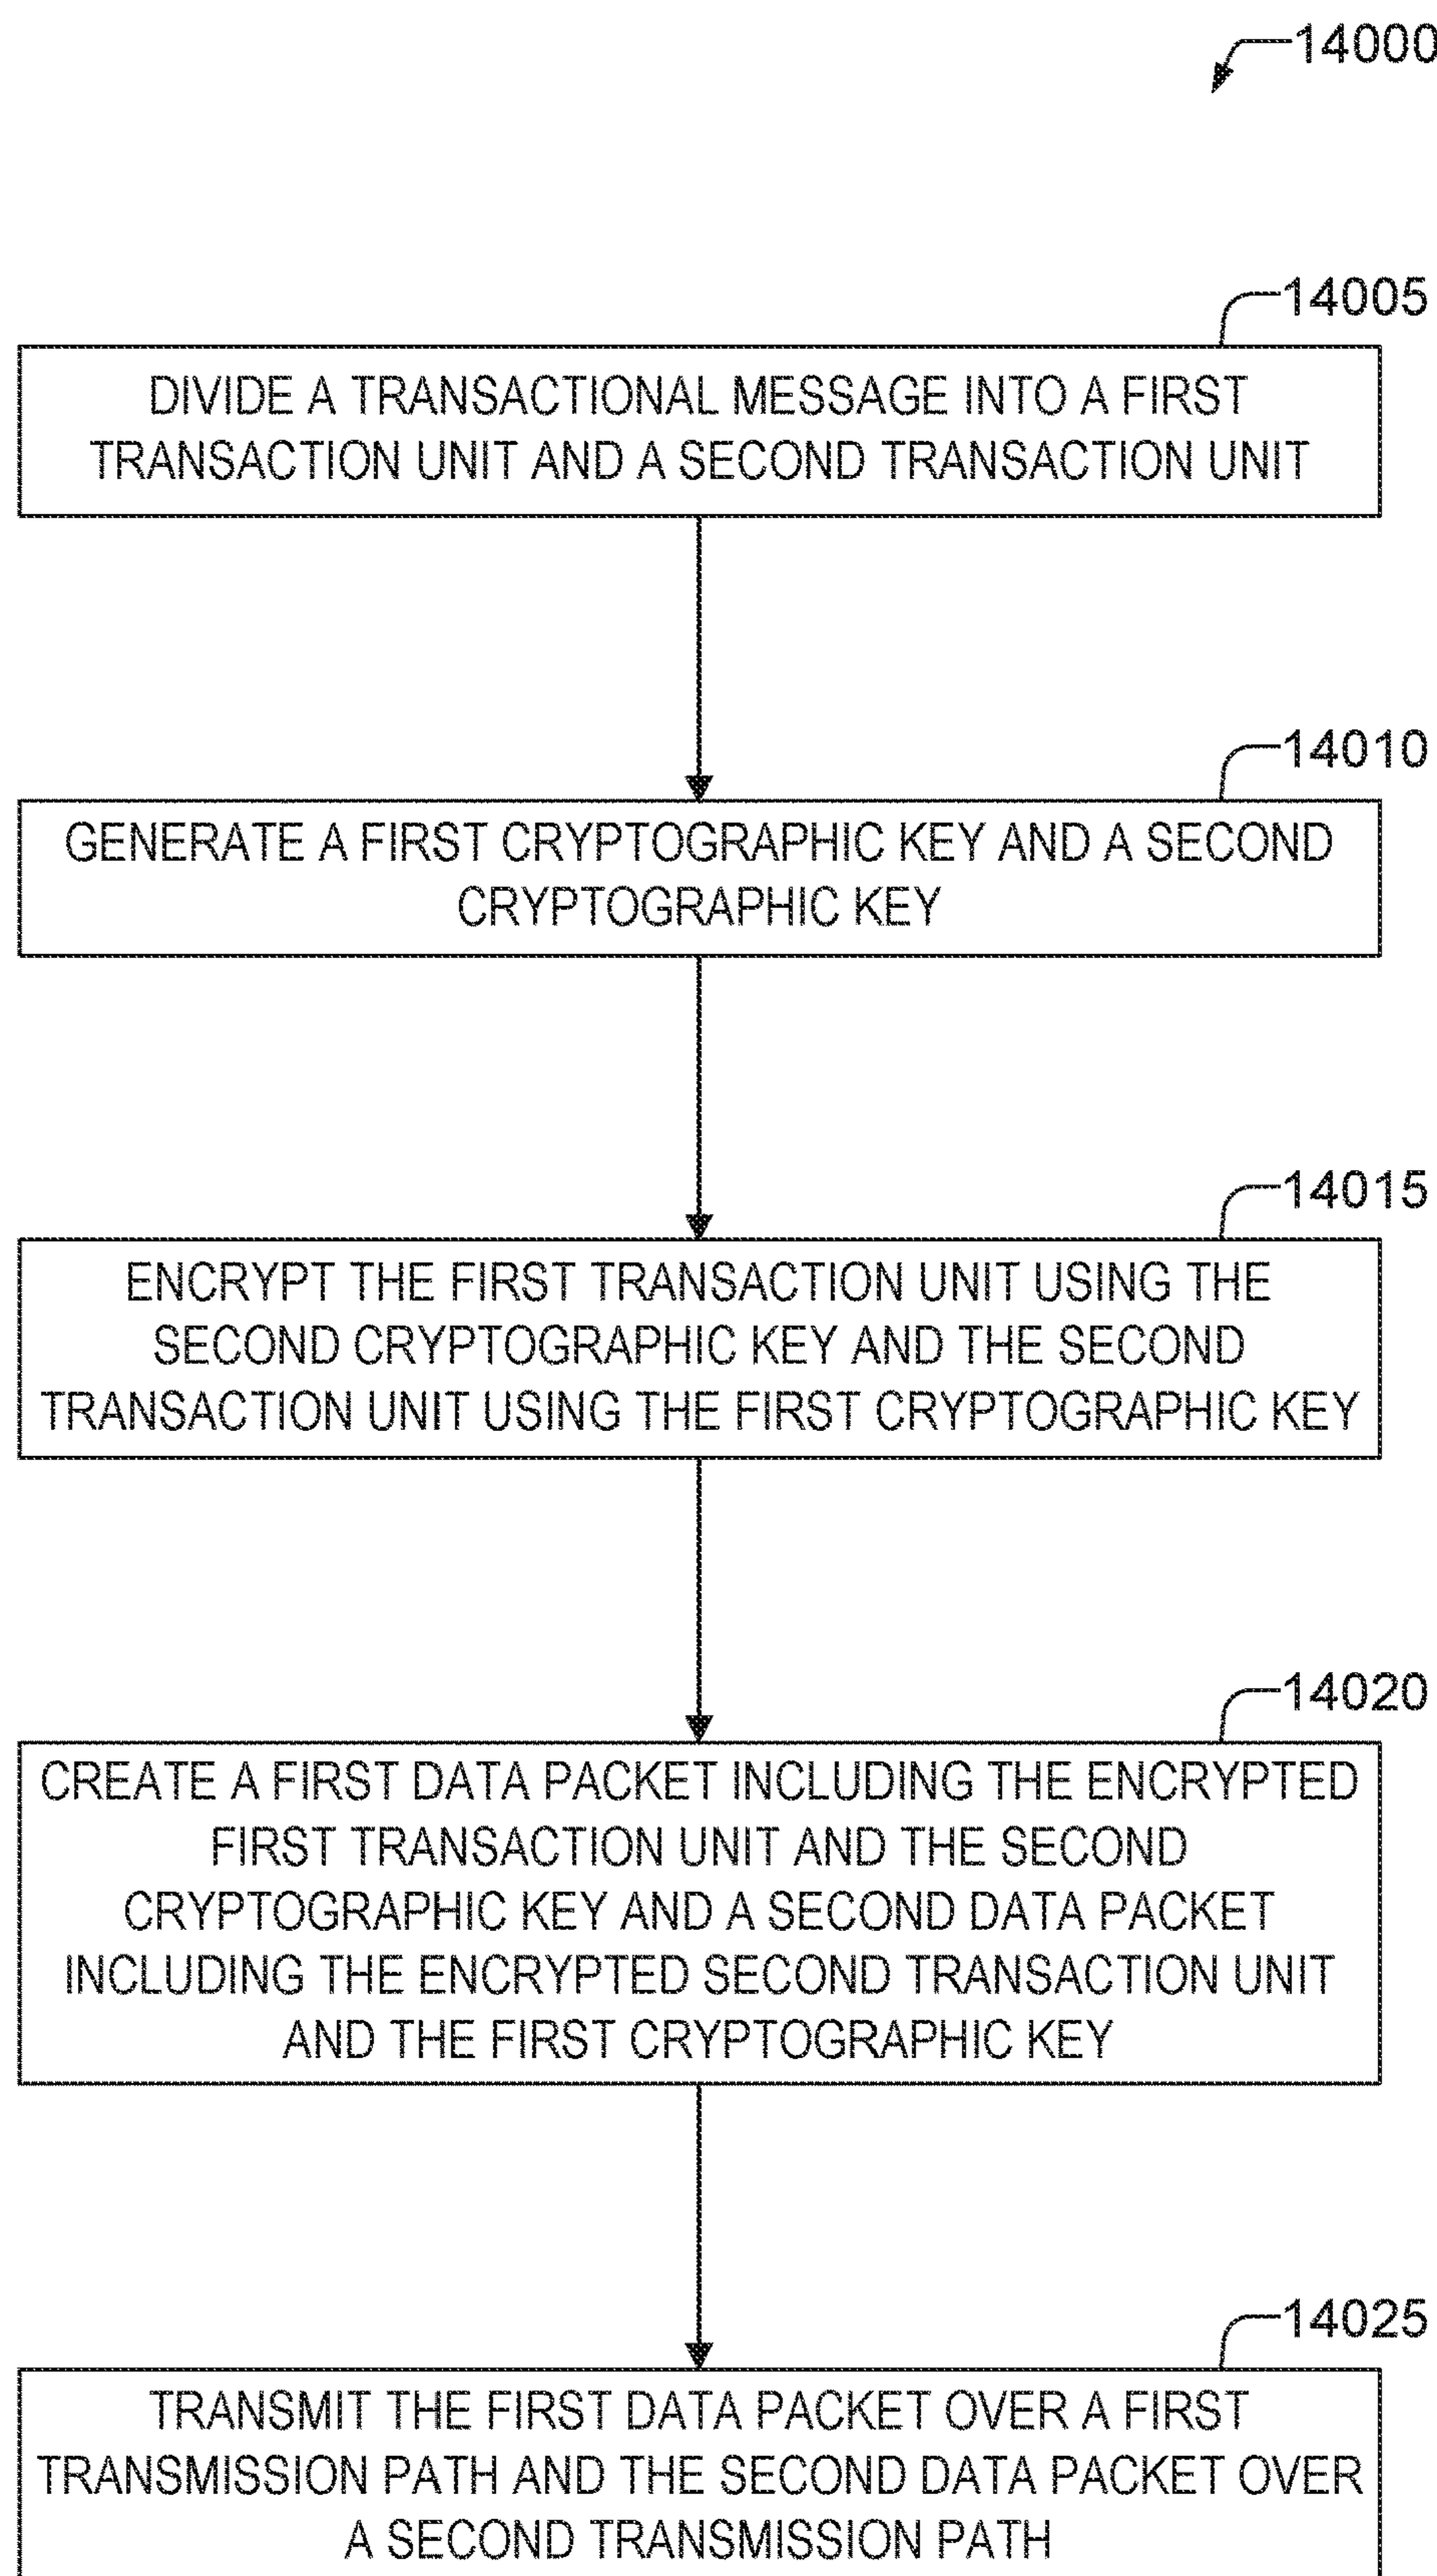 14000
14005
DIVIDE A TRANSACTIONAL MESSAGE INTO A FIRST
TRANSACTION UNIT AND A SECOND TRANSACTION UNIT
14010
GENERATE A FIRST CRYPTOGRAPHIC KEY AND A SECOND
CRYPTOGRAPHIC KEY
14015
ENCRYPT THE FIRST TRANSACTION UNIT USING THE
SECOND CRYPTOGRAPHIC KEY AND THE SECOND
TRANSACTION UNIT USING THE FIRST CRYPTOGRAPHIC KEY
14020
CREATE A FIRST DATA PACKET INCLUDING THE ENCRYPTED
FIRST TRANSACTION UNIT AND THE SECOND
CRYPTOGRAPHIC KEY AND A SECOND DATA PACKET
INCLUDING THE ENCRYPTED SECOND TRANSACTION UNIT
AND THE FIRST CRYPTOGRAPHIC KEY
14025
TRANSMIT THE FIRST DATA PACKET OVER A FIRST
TRANSMISSION PATH AND THE SECOND DATA PACKET OVER
A SECOND TRANSMISSION PATH